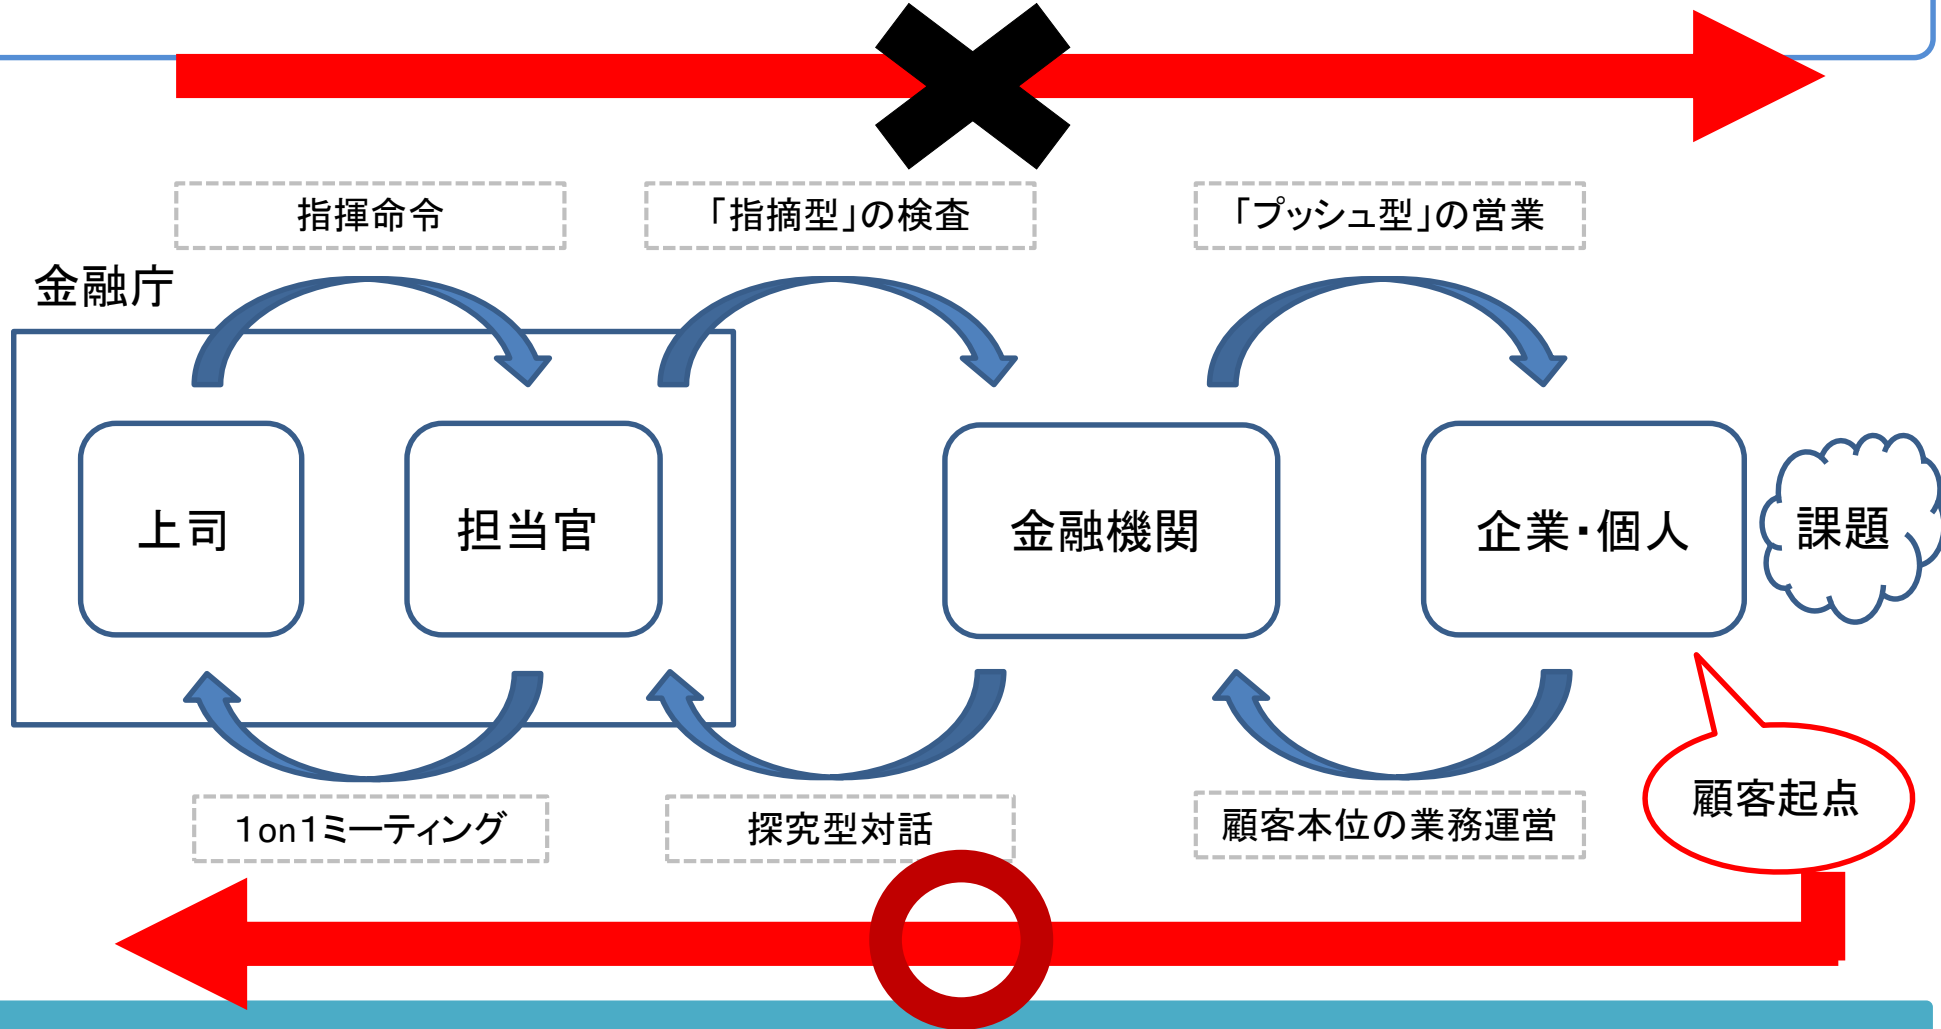 指揮命令
「指摘型」の検査
「プッシュ型」の営業
金融庁
上司
担当官
金融機関
企業・個人
課題
1on1ミーティング
探究型対話
顧客本位の業務運営
顧客起点